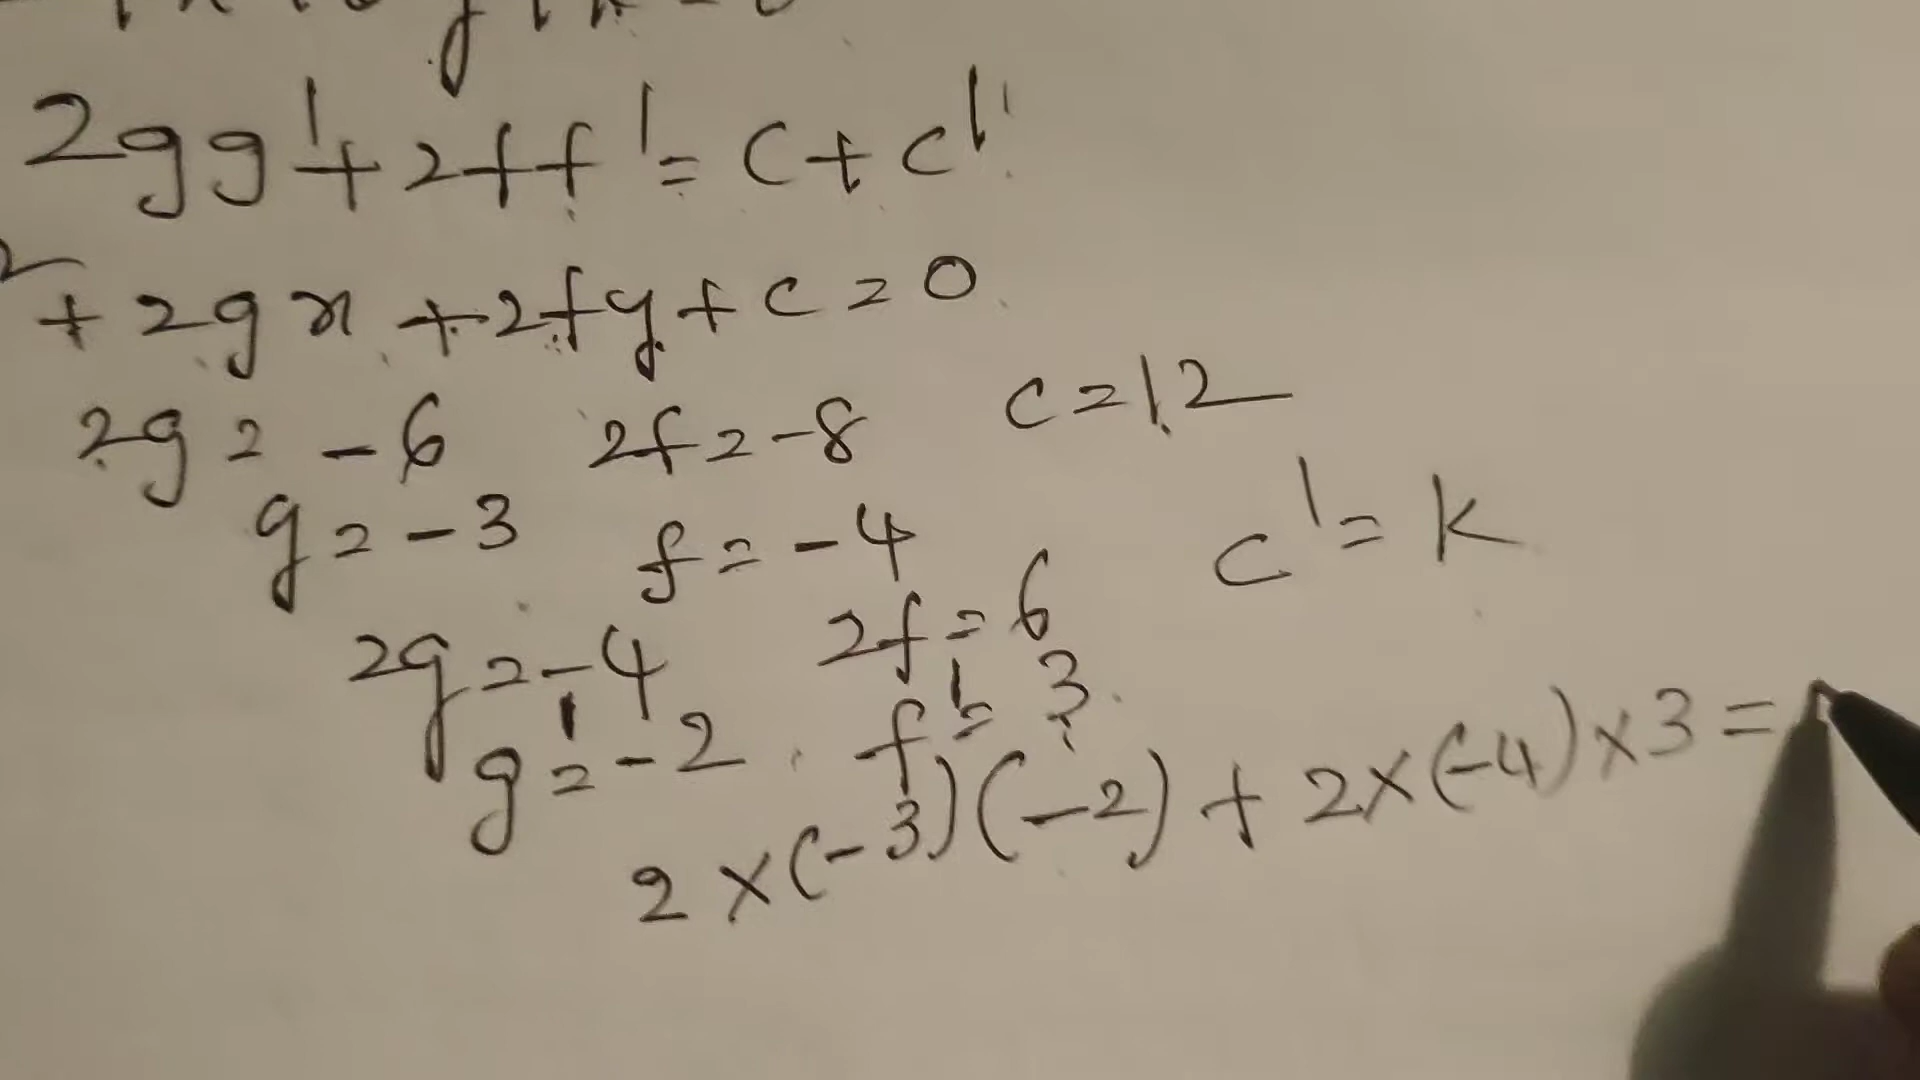 2gg' + 2ff' = c + c'
2 + 2gx + 2fy + c = 0
2g = -6 2f = -8 c = 12
g = -3 f = -4 c' = k
2g' = -4 2f' = 6
g' = -2 f' = 3
2 × (-3)(-2) + 2 × (-4) × 3 =